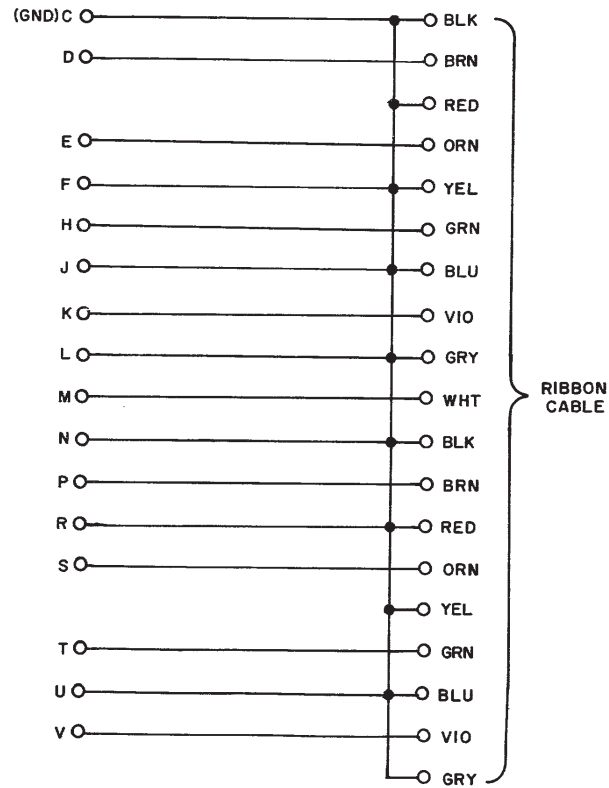 (GND) C BLK
D BRN
RED
E ORN
F YEL
H GRN
J BLU
K VIO
L GRY
M WHT
N BLK
P BRN
R RED
S ORN
YEL
T GRN
U BLU
V VIO
GRY
RIBBON
CABLE